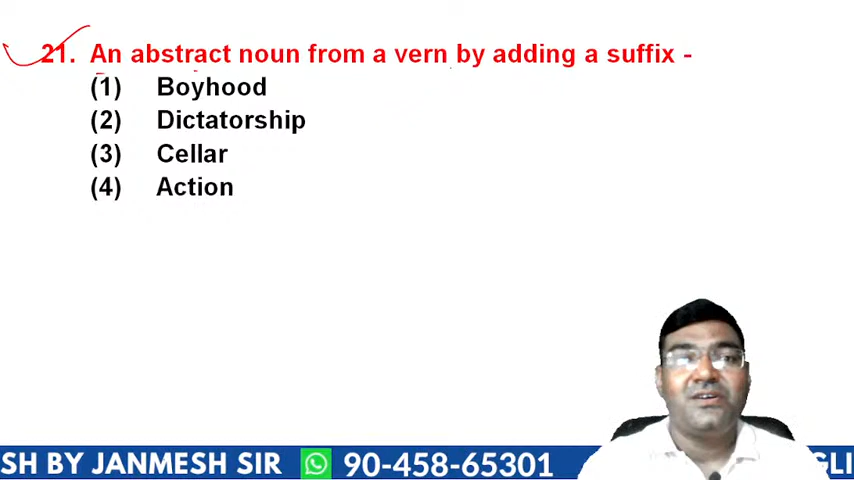 21. An abstract noun from a vern by adding a suffix -
(1) Boyhood
(2) Dictatorship
(3) Cellar
(4) Action
SH BY JANMESH SIR 90-458-65301 GLI